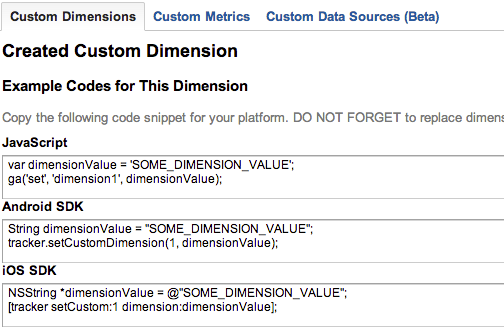 Custom Dimensions Custom Metrics Custom Data Sources (Beta)
Created Custom Dimension
Example Codes for This Dimension
Copy the following code snippet for your platform. DO NOT FORGET to replace dimens
JavaScript
var dimensionValue = 'SOME_DIMENSION_VALUE';
ga('set', 'dimension1', dimensionValue);
Android SDK
String dimensionValue = "SOME_DIMENSION_VALUE";
tracker.setCustomDimension(1, dimensionValue);
iOS SDK
NSString *dimensionValue = @"SOME_DIMENSION_VALUE";
[tracker setCustom:1 dimension:dimensionValue];